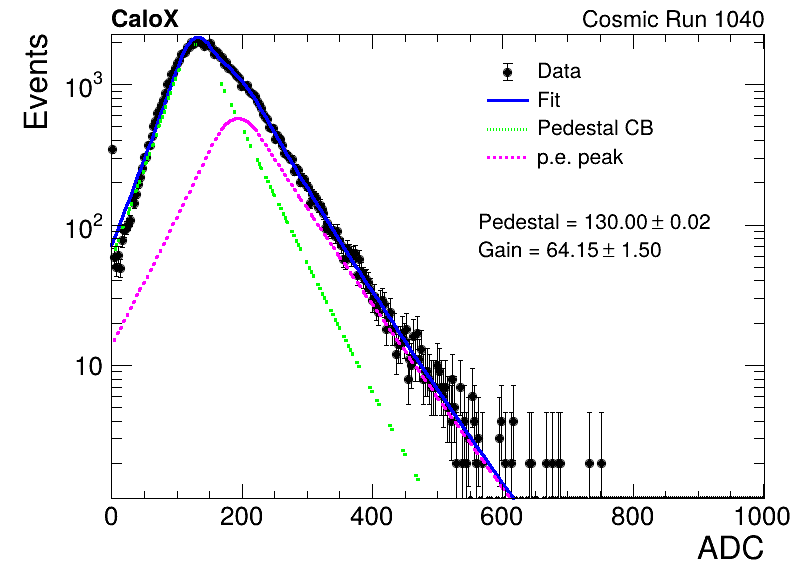 CaloX
Cosmic Run 1040
Events
Data
Fit
Pedestal CB
p.e. peak
Pedestal = 130.00 ± 0.02
Gain = 64.15 ± 1.50
10³
10²
10
0 200 400 600 800 1000
ADC